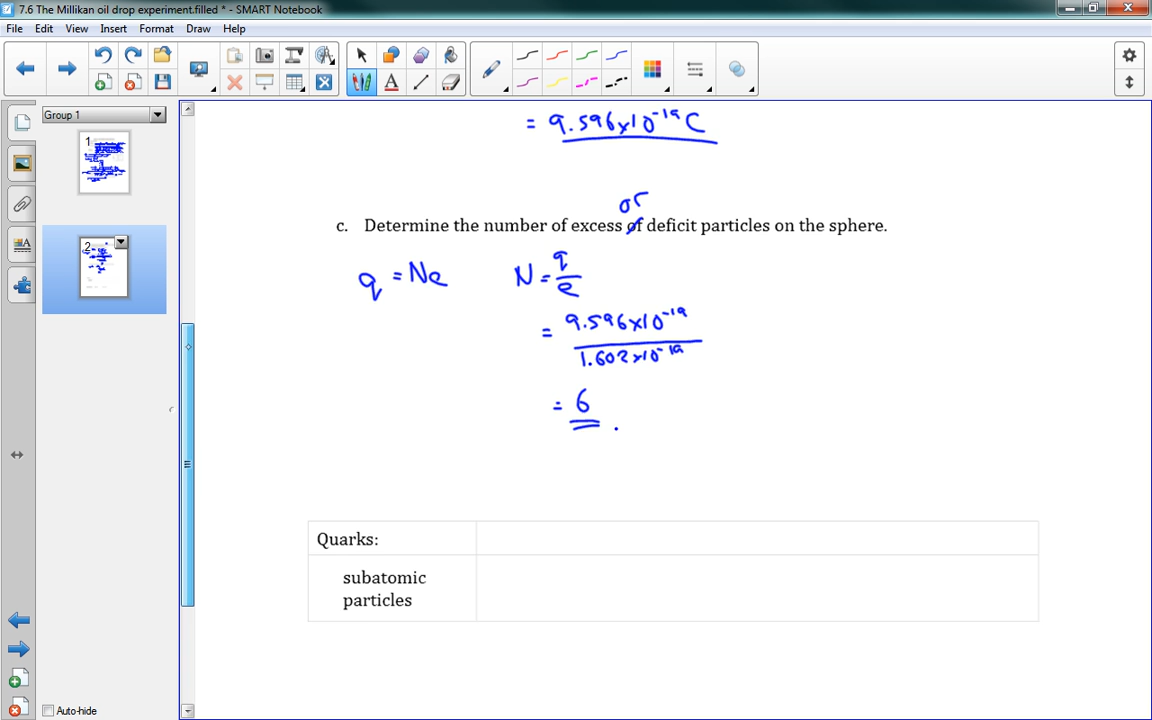 7.6 The Millikan oil drop experiment.filled * - SMART Notebook
File Edit View Insert Format Draw Help
Group 1
1
2
= 9.596x10⁻¹⁹ C
or
c. Determine the number of excess of deficit particles on the sphere.
q = Ne N = q/e
= 9.596x10⁻¹⁹
1.602x10⁻¹⁹
= 6
Quarks:
subatomic
particles
Auto-hide